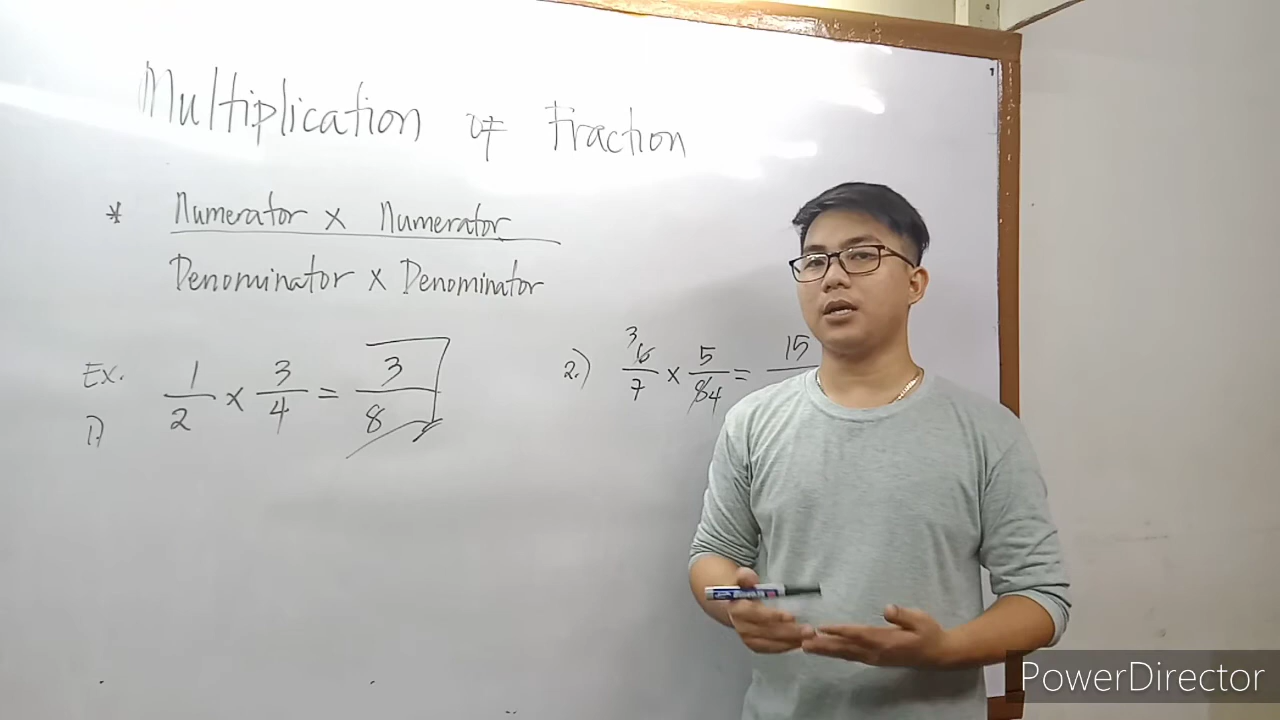 Multiplication of Fraction
* Numerator x Numerator
Denominator x Denominator
Ex.
1) 1/2 x 3/4 = 3/8
2.) 3 6/7 x 5/8 4 = 15
PowerDirector